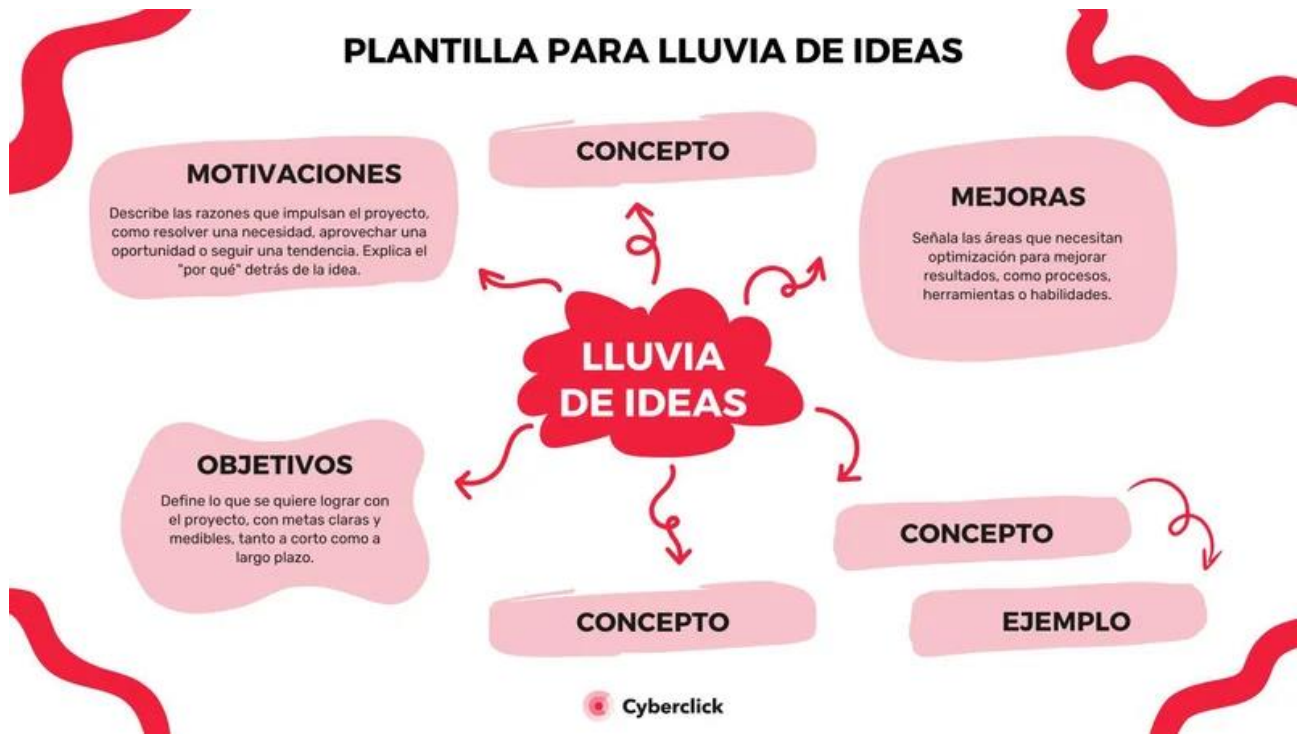 PLANTILLA PARA LLUVIA DE IDEAS
MOTIVACIONES
Describe las razones que impulsan el proyecto,
como resolver una necesidad, aprovechar una
oportunidad o seguir una tendencia. Explica el
"por qué" detrás de la idea.
CONCEPTO
MEJORAS
Señala las áreas que necesitan
optimización para mejorar
resultados, como procesos,
herramientas o habilidades.
LLUVIA
DE IDEAS
OBJETIVOS
Define lo que se quiere lograr con
el proyecto, con metas claras y
medibles, tanto a corto como a
largo plazo.
CONCEPTO
CONCEPTO
EJEMPLO
Cyberclick